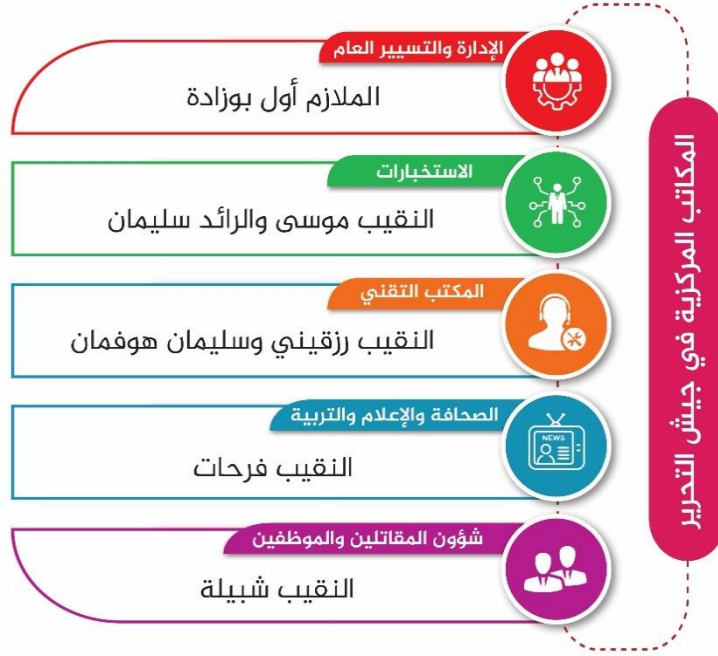 المكاتب المركزية في جيش التحرير
الإدارة والتسيير العام
الملازم أول بوزادة
الاستخبارات
النقيب موسى والرائد سليمان
المكتب التقني
النقيب رزقيني وسليمان هوفمان
الصحافة والإعلام والتربية
NEWS
النقيب فرحات
شؤون المقاتلين والموظفين
النقيب شبيلة